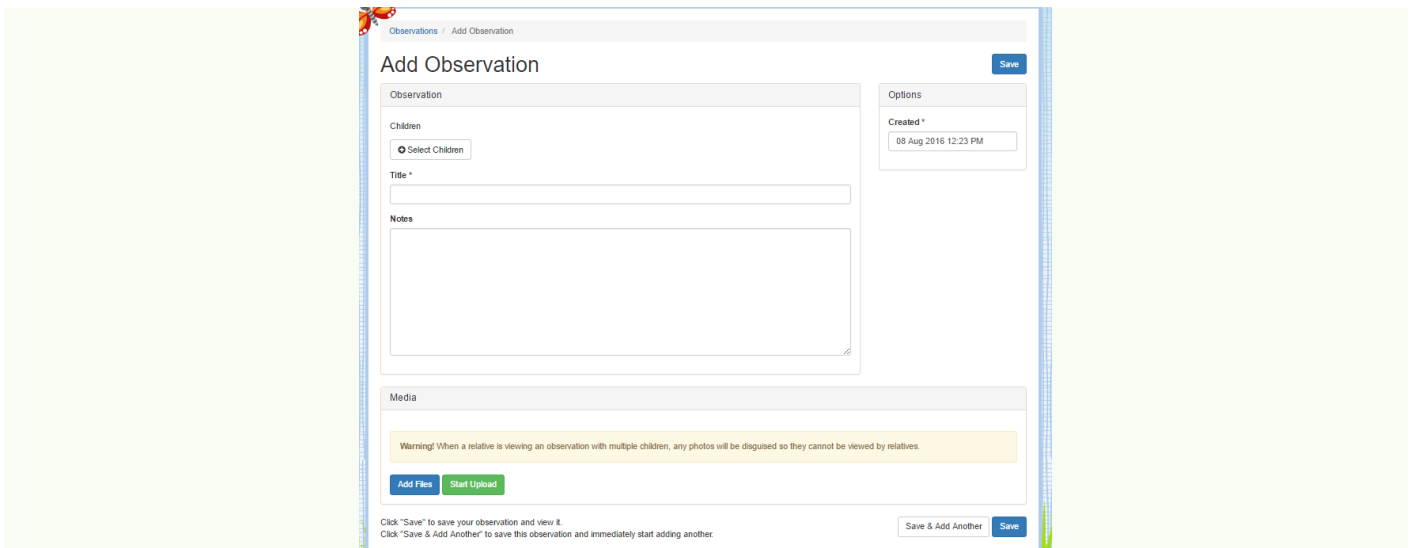 Observations / Add Observation
Add Observation
Save
Observation
Options
Children
Created *
Select Children
08 Aug 2016 12:23 PM
Title *
Notes
Media
Warning! When a relative is viewing an observation with multiple children, any photos will be disguised so they cannot be viewed by relatives.
Add Files
Start Upload
Click "Save" to save your observation and view it.
Click "Save & Add Another" to save this observation and immediately start adding another.
Save & Add Another
Save